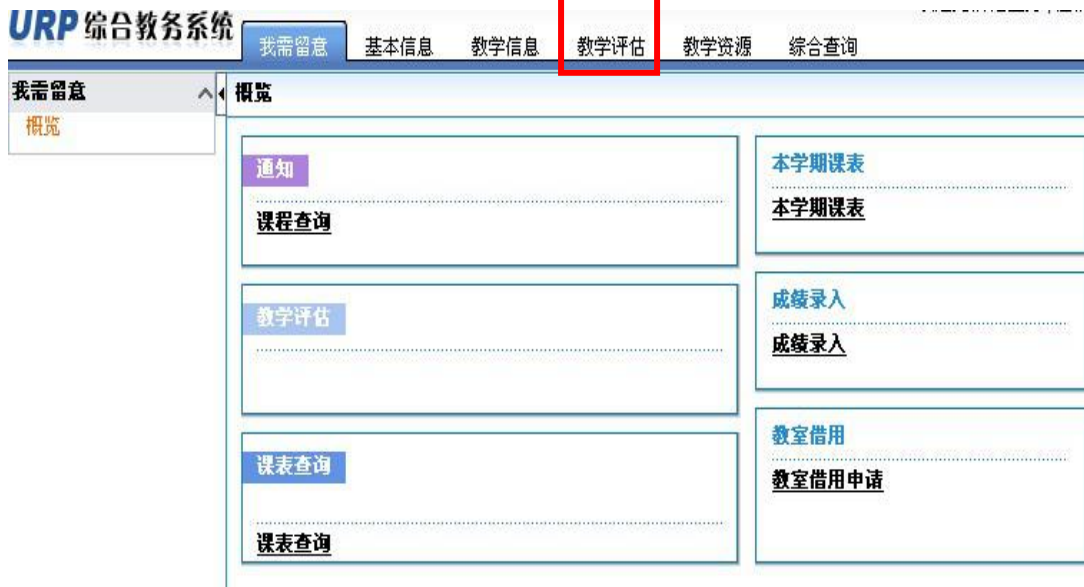 URP 综合教务系统
我需留意 基本信息 教学信息 教学评估 教学资源 综合查询
我需留意
概览
概览
通知
课程查询
教学评估
课表查询
课表查询
本学期课表
本学期课表
成绩录入
成绩录入
教室借用
教室借用申请